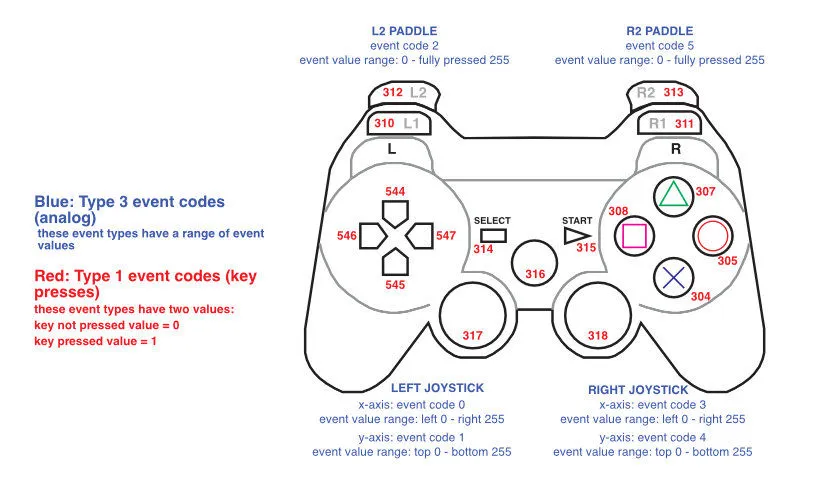 L2 PADDLE
event code 2
event value range: 0 - fully pressed 255
R2 PADDLE
event code 5
event value range: 0 - fully pressed 255
312 L2
R2 313
310 L1
R1 311
L
R
Blue: Type 3 event codes
(analog)
these event types have a range of event
values
Red: Type 1 event codes (key
presses)
these event types have two values:
key not pressed value = 0
key pressed value = 1
544
546
547
545
SELECT
314
START
315
316
307
308
305
304
317
318
LEFT JOYSTICK
x-axis: event code 0
event value range: left 0 - right 255
y-axis: event code 1
event value range: top 0 - bottom 255
RIGHT JOYSTICK
x-axis: event code 3
event value range: left 0 - right 255
y-axis: event code 4
event value range: top 0 - bottom 255